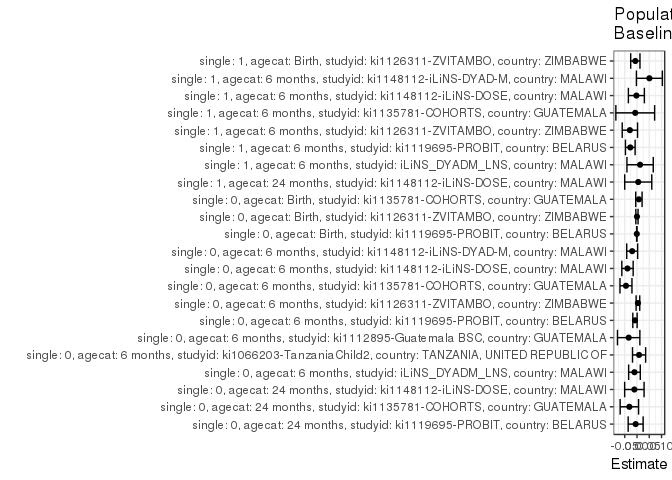 Populat
Baselin
single: 1, agecat: Birth, studyid: ki1126311-ZVITAMBO, country: ZIMBABWE
single: 1, agecat: 6 months, studyid: ki1148112-iLiNS-DYAD-M, country: MALAWI
single: 1, agecat: 6 months, studyid: ki1148112-iLiNS-DOSE, country: MALAWI
single: 1, agecat: 6 months, studyid: ki1135781-COHORTS, country: GUATEMALA
single: 1, agecat: 6 months, studyid: ki1126311-ZVITAMBO, country: ZIMBABWE
single: 1, agecat: 6 months, studyid: ki1119695-PROBIT, country: BELARUS
single: 1, agecat: 6 months, studyid: iLiNS_DYADM_LNS, country: MALAWI
single: 1, agecat: 24 months, studyid: ki1148112-iLiNS-DOSE, country: MALAWI
single: 0, agecat: Birth, studyid: ki1135781-COHORTS, country: GUATEMALA
single: 0, agecat: Birth, studyid: ki1126311-ZVITAMBO, country: ZIMBABWE
single: 0, agecat: Birth, studyid: ki1119695-PROBIT, country: BELARUS
single: 0, agecat: 6 months, studyid: ki1148112-iLiNS-DYAD-M, country: MALAWI
single: 0, agecat: 6 months, studyid: ki1148112-iLiNS-DOSE, country: MALAWI
single: 0, agecat: 6 months, studyid: ki1135781-COHORTS, country: GUATEMALA
single: 0, agecat: 6 months, studyid: ki1126311-ZVITAMBO, country: ZIMBABWE
single: 0, agecat: 6 months, studyid: ki1119695-PROBIT, country: BELARUS
single: 0, agecat: 6 months, studyid: ki1112895-Guatemala BSC, country: GUATEMALA
single: 0, agecat: 6 months, studyid: ki1066203-TanzaniaChild2, country: TANZANIA, UNITED REPUBLIC OF
single: 0, agecat: 6 months, studyid: iLiNS_DYADM_LNS, country: MALAWI
single: 0, agecat: 24 months, studyid: ki1148112-iLiNS-DOSE, country: MALAWI
single: 0, agecat: 24 months, studyid: ki1135781-COHORTS, country: GUATEMALA
single: 0, agecat: 24 months, studyid: ki1119695-PROBIT, country: BELARUS
Estimate